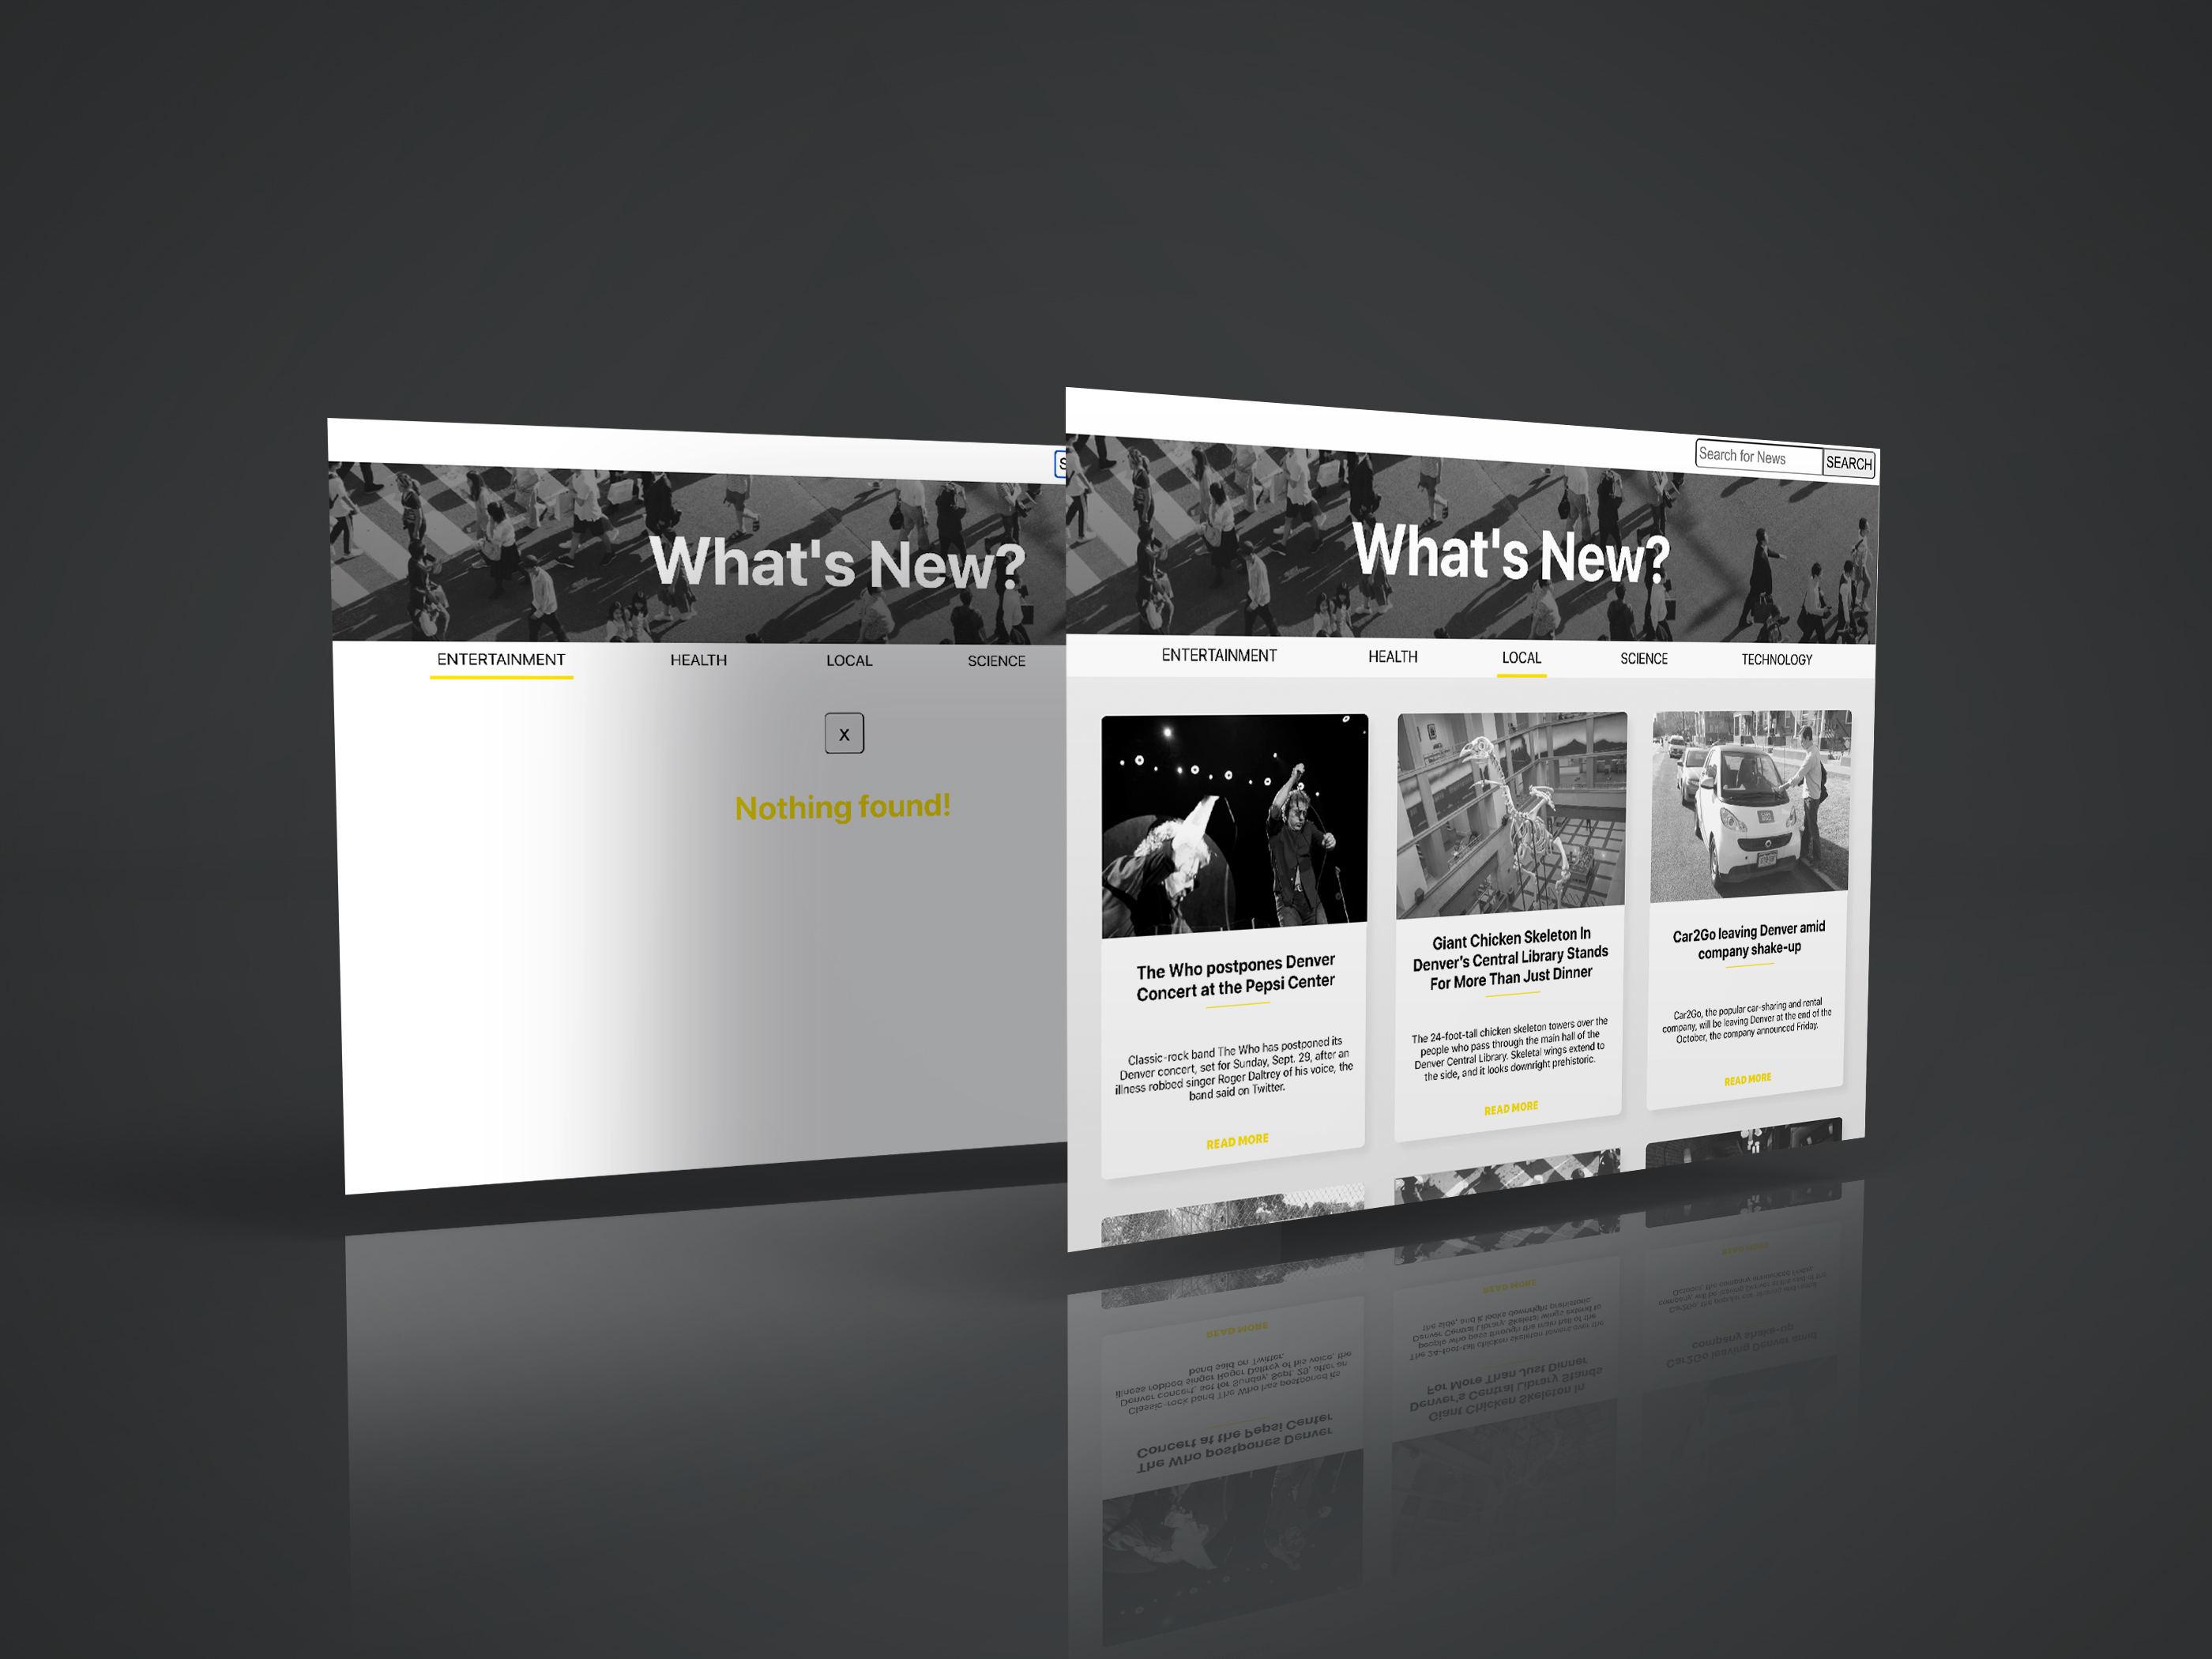 S
What's New?
ENTERTAINMENT
HEALTH
LOCAL
SCIENCE
x
Nothing found!
Search for News
SEARCH
What's New?
ENTERTAINMENT
HEALTH
LOCAL
SCIENCE
TECHNOLOGY
The Who postpones Denver
Concert at the Pepsi Center
Classic-rock band The Who has postponed its
Denver concert, set for Sunday, Sept. 29, after an
illness robbed singer Roger Daltrey of his voice, the
band said on Twitter.
READ MORE
Giant Chicken Skeleton In
Denver's Central Library Stands
For More Than Just Dinner
The 24-foot-tall chicken skeleton towers over the
people who pass through the main hall of the
Denver Central Library. Skeletal wings extend to
the side, and it looks downright prehistoric.
READ MORE
Car2Go leaving Denver amid
company shake-up
Car2Go, the popular car-sharing and rental
company, will be leaving Denver at the end of the
October, the company announced Friday.
READ MORE